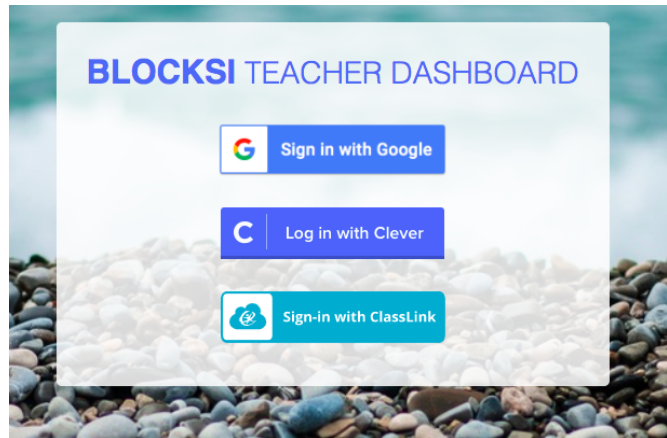 BLOCKSI TEACHER DASHBOARD
G Sign in with Google
C Log in with Clever
Sign-in with ClassLink